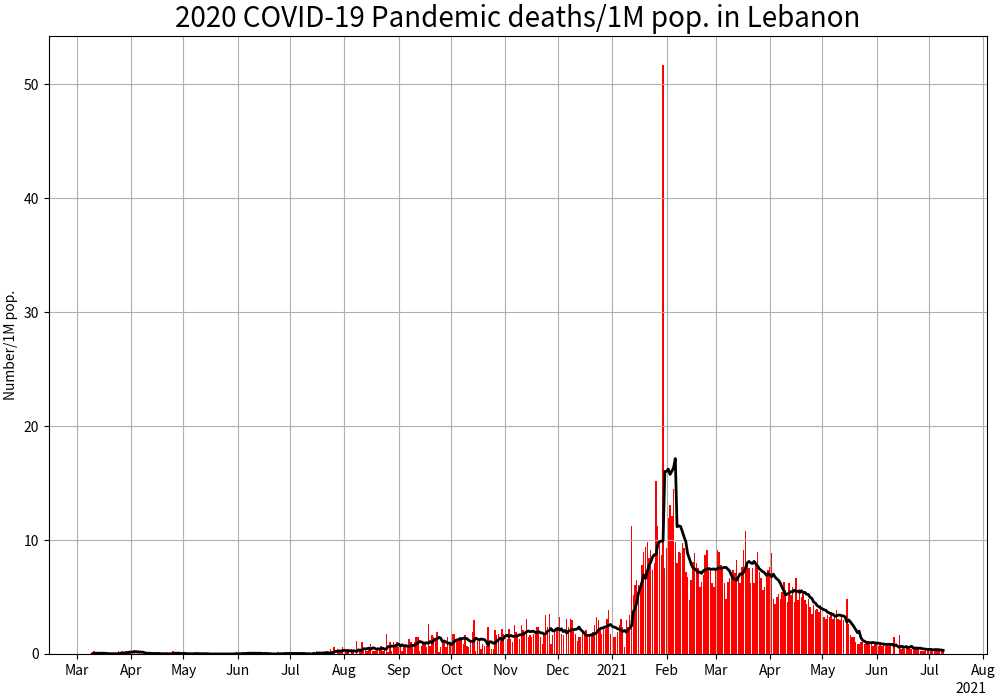 2020 COVID-19 Pandemic deaths/1M pop. in Lebanon
Number/1M pop.
50
40
30
20
10
0
Mar Apr May Jun Jul Aug Sep Oct Nov Dec 2021 Feb Mar Apr May Jun Jul Aug
2021